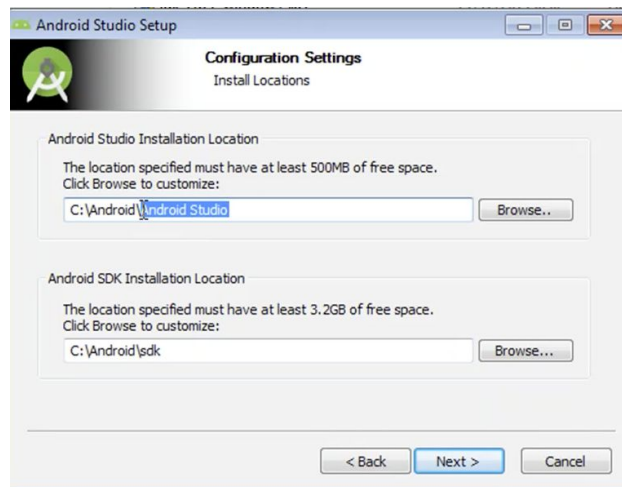 Android Studio Setup
Configuration Settings
Install Locations
Android Studio Installation Location
The location specified must have at least 500MB of free space.
Click Browse to customize:
C:\Android\Android Studio
Browse..
Android SDK Installation Location
The location specified must have at least 3.2GB of free space.
Click Browse to customize:
C:\Android\sdk
Browse...
< Back Next > Cancel